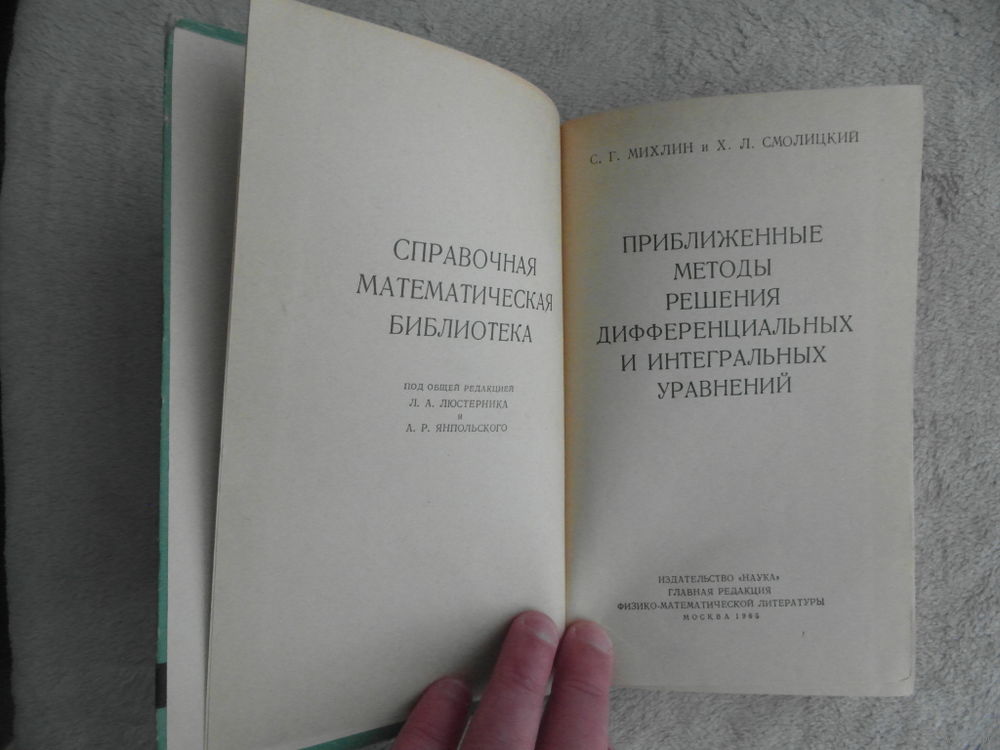 СПРАВОЧНАЯ
МАТЕМАТИЧЕСКАЯ
БИБЛИОТЕКА
ПОД ОБЩЕЙ РЕДАКЦИЕЙ
Л. А. ЛЮСТЕРНИКА
и
А. Р. ЯНПОЛЬСКОГО
С. Г. МИХЛИН и Х. Л. СМОЛИЦКИЙ
ПРИБЛИЖЕННЫЕ
МЕТОДЫ
РЕШЕНИЯ
ДИФФЕРЕНЦИАЛЬНЫХ
И ИНТЕГРАЛЬНЫХ
УРАВНЕНИЙ
ИЗДАТЕЛЬСТВО «НАУКА»
ГЛАВНАЯ РЕДАКЦИЯ
ФИЗИКО-МАТЕМАТИЧЕСКОЙ ЛИТЕРАТУРЫ
МОСКВА 1965